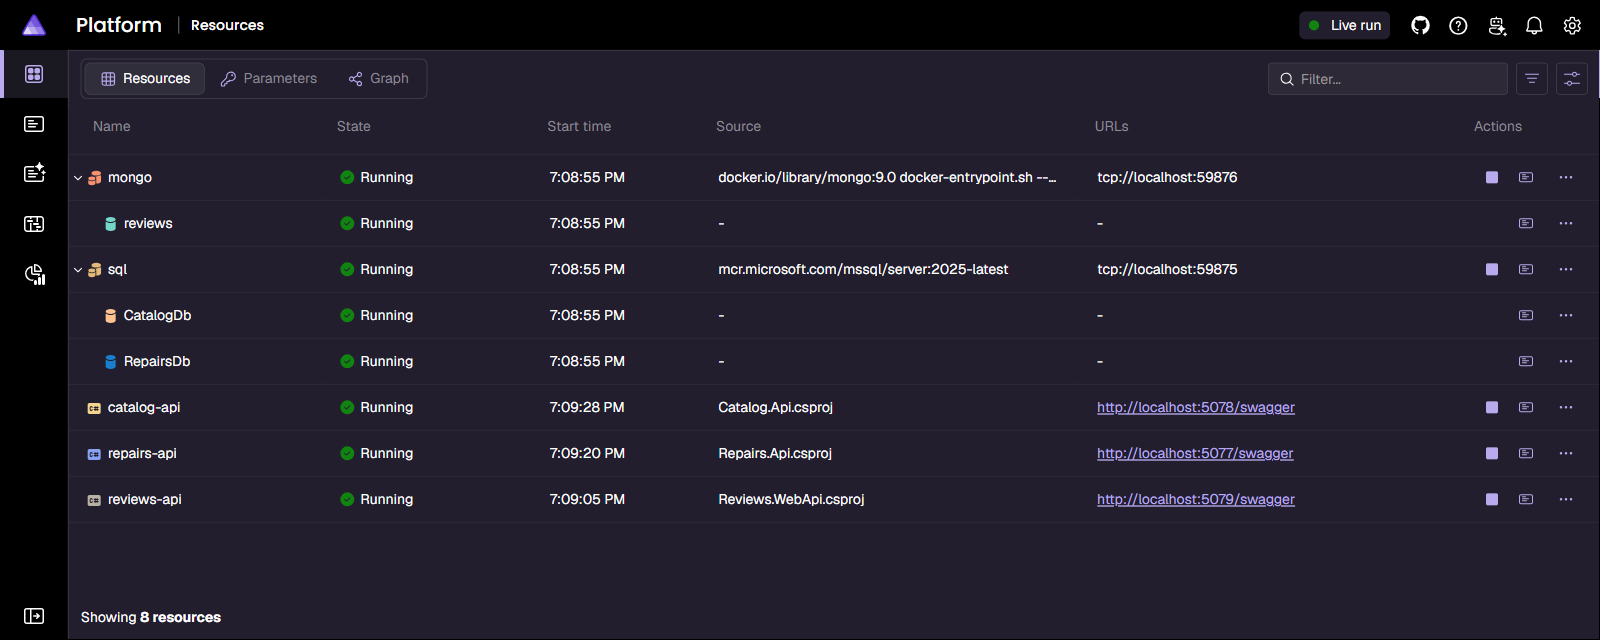 Platform | Resources Live run
Resources Parameters Graph Filter...
Name State Start time Source URLs Actions
mongo Running 7:08:55 PM docker.io/library/mongo:9.0 docker-entrypoint.sh --... tcp://localhost:59876
reviews Running 7:08:55 PM - -
sql Running 7:08:55 PM mcr.microsoft.com/mssql/server:2025-latest tcp://localhost:59875
CatalogDb Running 7:08:55 PM - -
RepairsDb Running 7:08:55 PM - -
C# catalog-api Running 7:09:28 PM Catalog.Api.csproj http://localhost:5078/swagger
C# repairs-api Running 7:09:20 PM Repairs.Api.csproj http://localhost:5077/swagger
C# reviews-api Running 7:09:05 PM Reviews.WebApi.csproj http://localhost:5079/swagger
Showing 8 resources